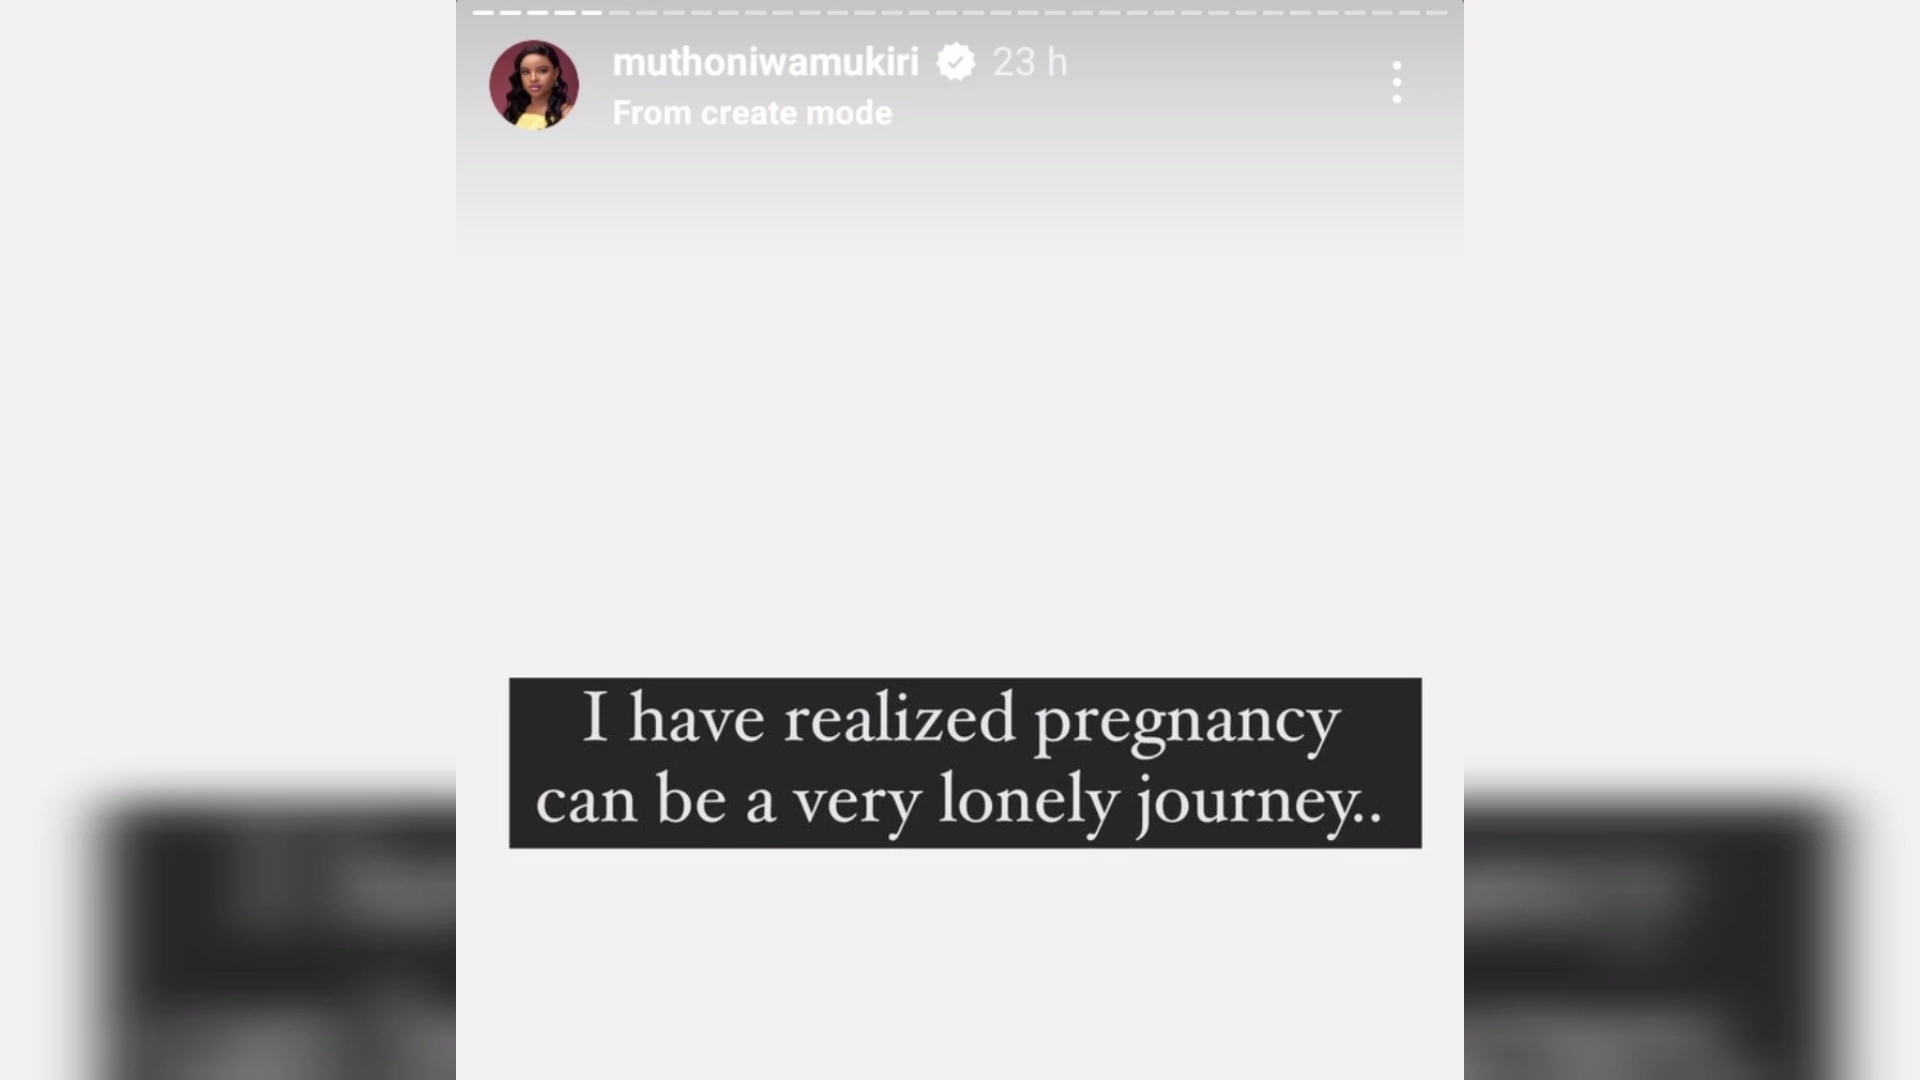 muthoniwamukiri 23 h
From create mode
I have realized pregnancy
can be a very lonely journey..